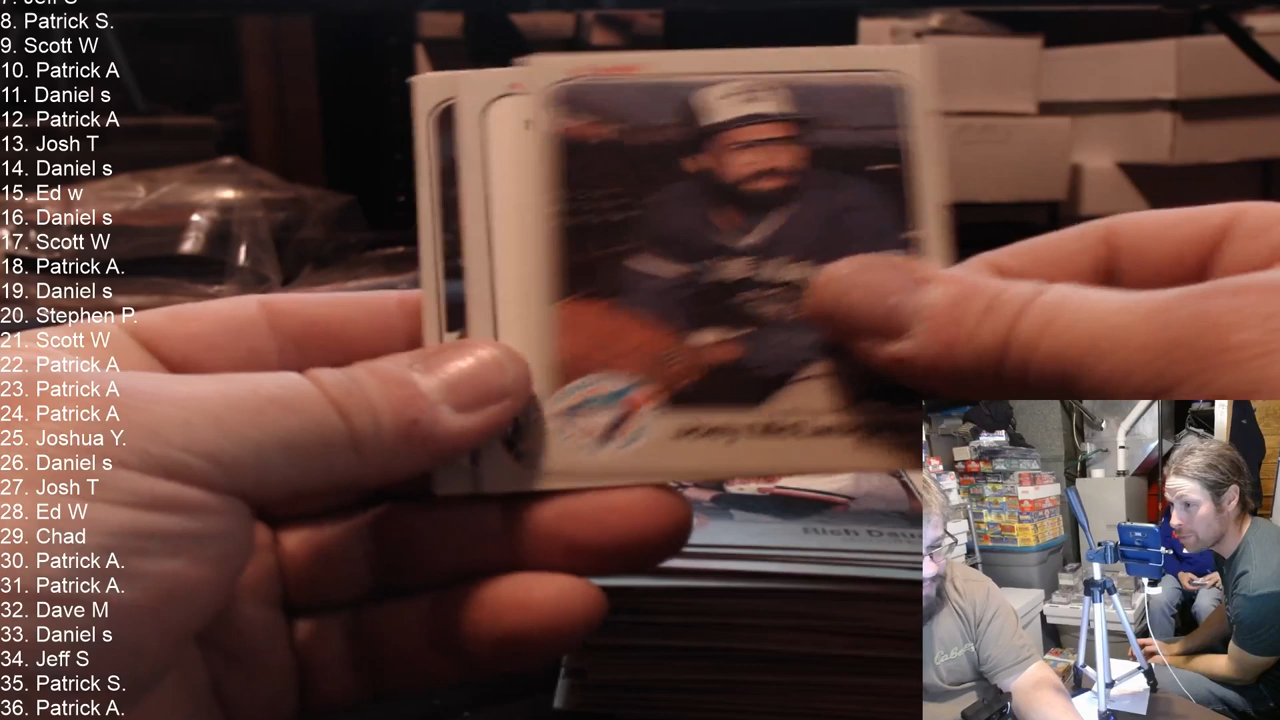 7. Jeff S
8. Patrick S.
9. Scott W
10. Patrick A
11. Daniel s
12. Patrick A
13. Josh T
14. Daniel s
15. Ed w
16. Daniel s
17. Scott W
18. Patrick A.
19. Daniel s
20. Stephen P.
21. Scott W
22. Patrick A
23. Patrick A
24. Patrick A
25. Joshua Y.
26. Daniel s
27. Josh T
28. Ed W
29. Chad
30. Patrick A.
31. Patrick A.
32. Dave M
33. Daniel s
34. Jeff S
35. Patrick S.
36. Patrick A.
Rich